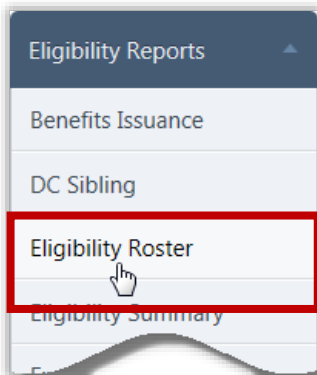 Eligibility Reports
Benefits Issuance
DC Sibling
Eligibility Roster
Eligibility Summary